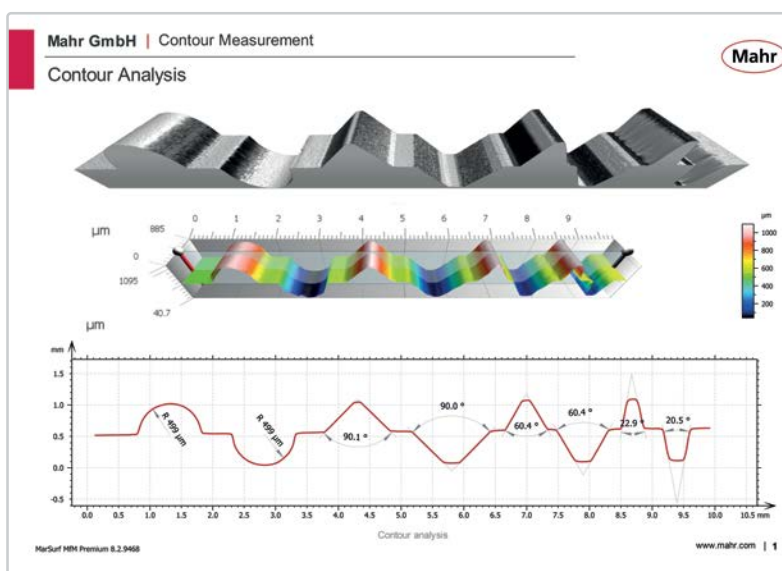 Mahr GmbH | Contour Measurement
Mahr
Contour Analysis
0 1 2 3 4 5 6 7 8 9
µm
885
0
1095
40.7
µm
µm
1000
800
600
400
200
mm
1.5
1.0
0.5
0.0
-0.5
R 499 µm
R 499 µm
90.1 °
90.0 °
60.4 °
60.4 °
22.9 °
20.5 °
0.0 0.5 1.0 1.5 2.0 2.5 3.0 3.5 4.0 4.5 5.0 5.5 6.0 6.5 7.0 7.5 8.0 8.5 9.0 9.5 10.0 10.5 mm
Contour analysis
MarSurf MfM Premium 8.2.9468
www.mahr.com | 1